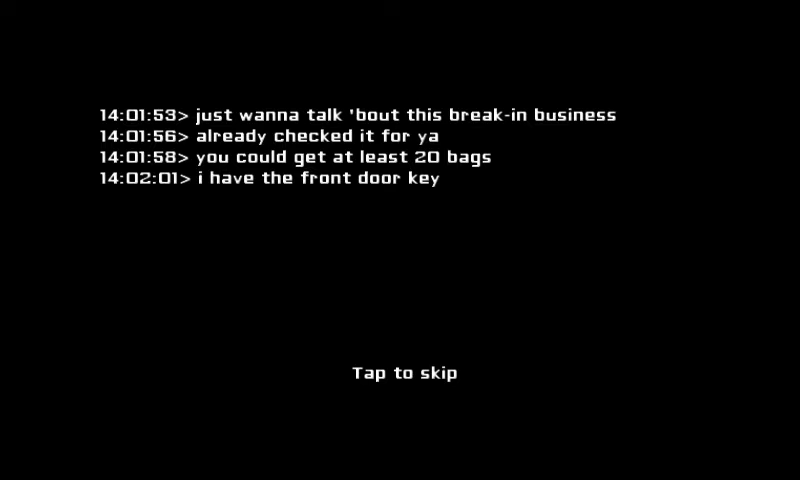 14:01:53> just wanna talk 'bout this break-in business
14:01:56> already checked it for ya
14:01:58> you could get at least 20 bags
14:02:01> i have the front door key
Tap to skip